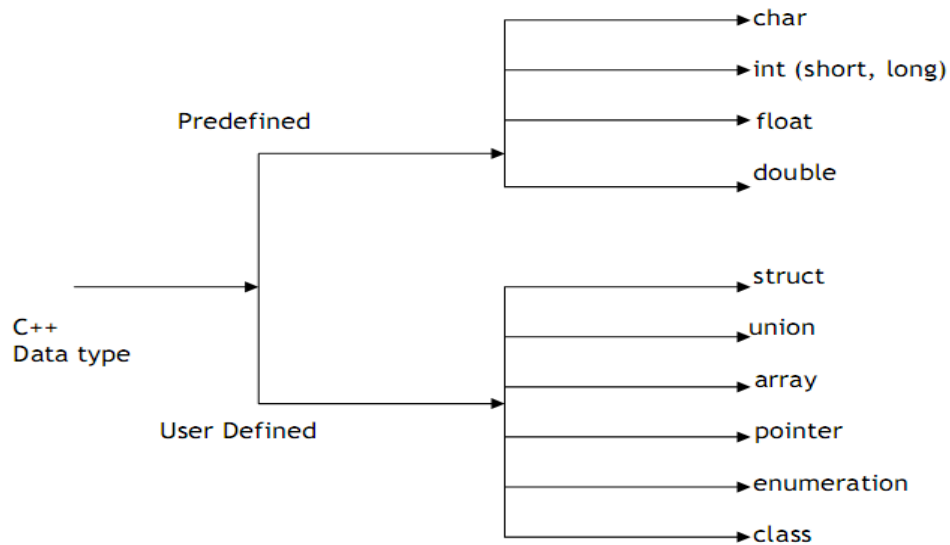 C++
Data type
Predefined
char
int (short, long)
float
double
User Defined
struct
union
array
pointer
enumeration
class